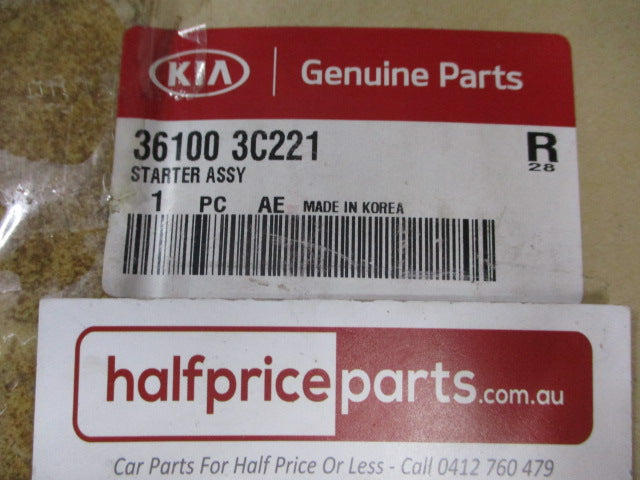 KIA Genuine Parts
36100 3C221 R
STARTER ASSY 28
1 PC AE MADE IN KOREA
halfpriceparts.com.au
Car Parts For Half Price Or Less - Call 0412 760 479